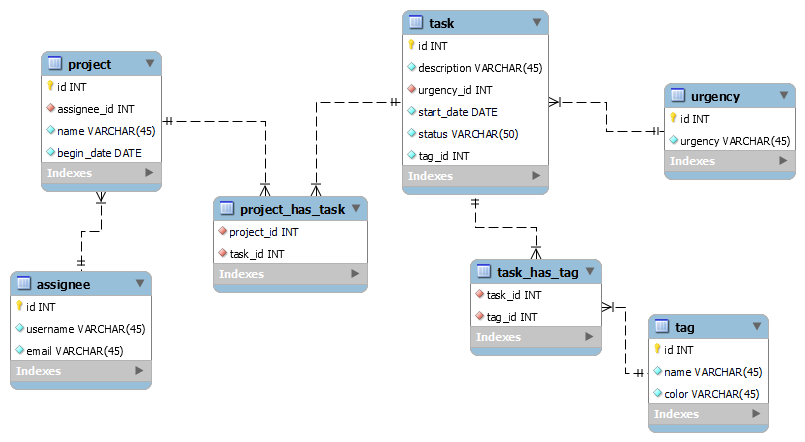 project
id INT
assignee_id INT
name VARCHAR(45)
begin_date DATE
Indexes
task
id INT
description VARCHAR(45)
urgency_id INT
start_date DATE
status VARCHAR(50)
tag_id INT
Indexes
urgency
id INT
urgency VARCHAR(45)
Indexes
project_has_task
project_id INT
task_id INT
Indexes
assignee
id INT
username VARCHAR(45)
email VARCHAR(45)
Indexes
task_has_tag
task_id INT
tag_id INT
Indexes
tag
id INT
name VARCHAR(45)
color VARCHAR(45)
Indexes